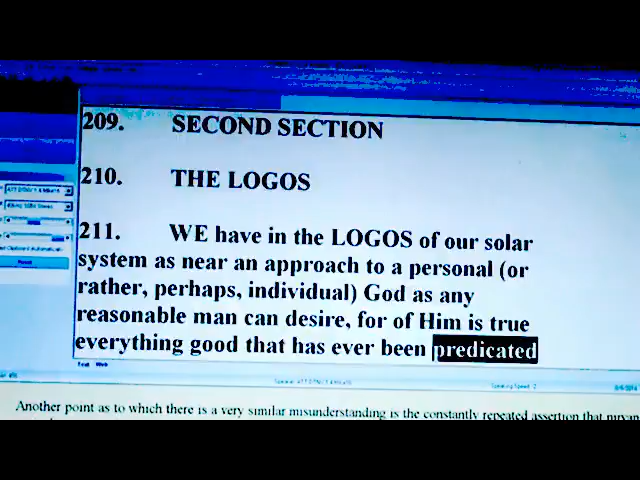 209. SECOND SECTION
210. THE LOGOS
211. WE have in the LOGOS of our solar
system as near an approach to a personal (or
rather, perhaps, individual) God as any
reasonable man can desire, for of Him is true
everything good that has ever been predicated
Another point as to which there is a very similar misunderstanding is the constantly repeated assertion that